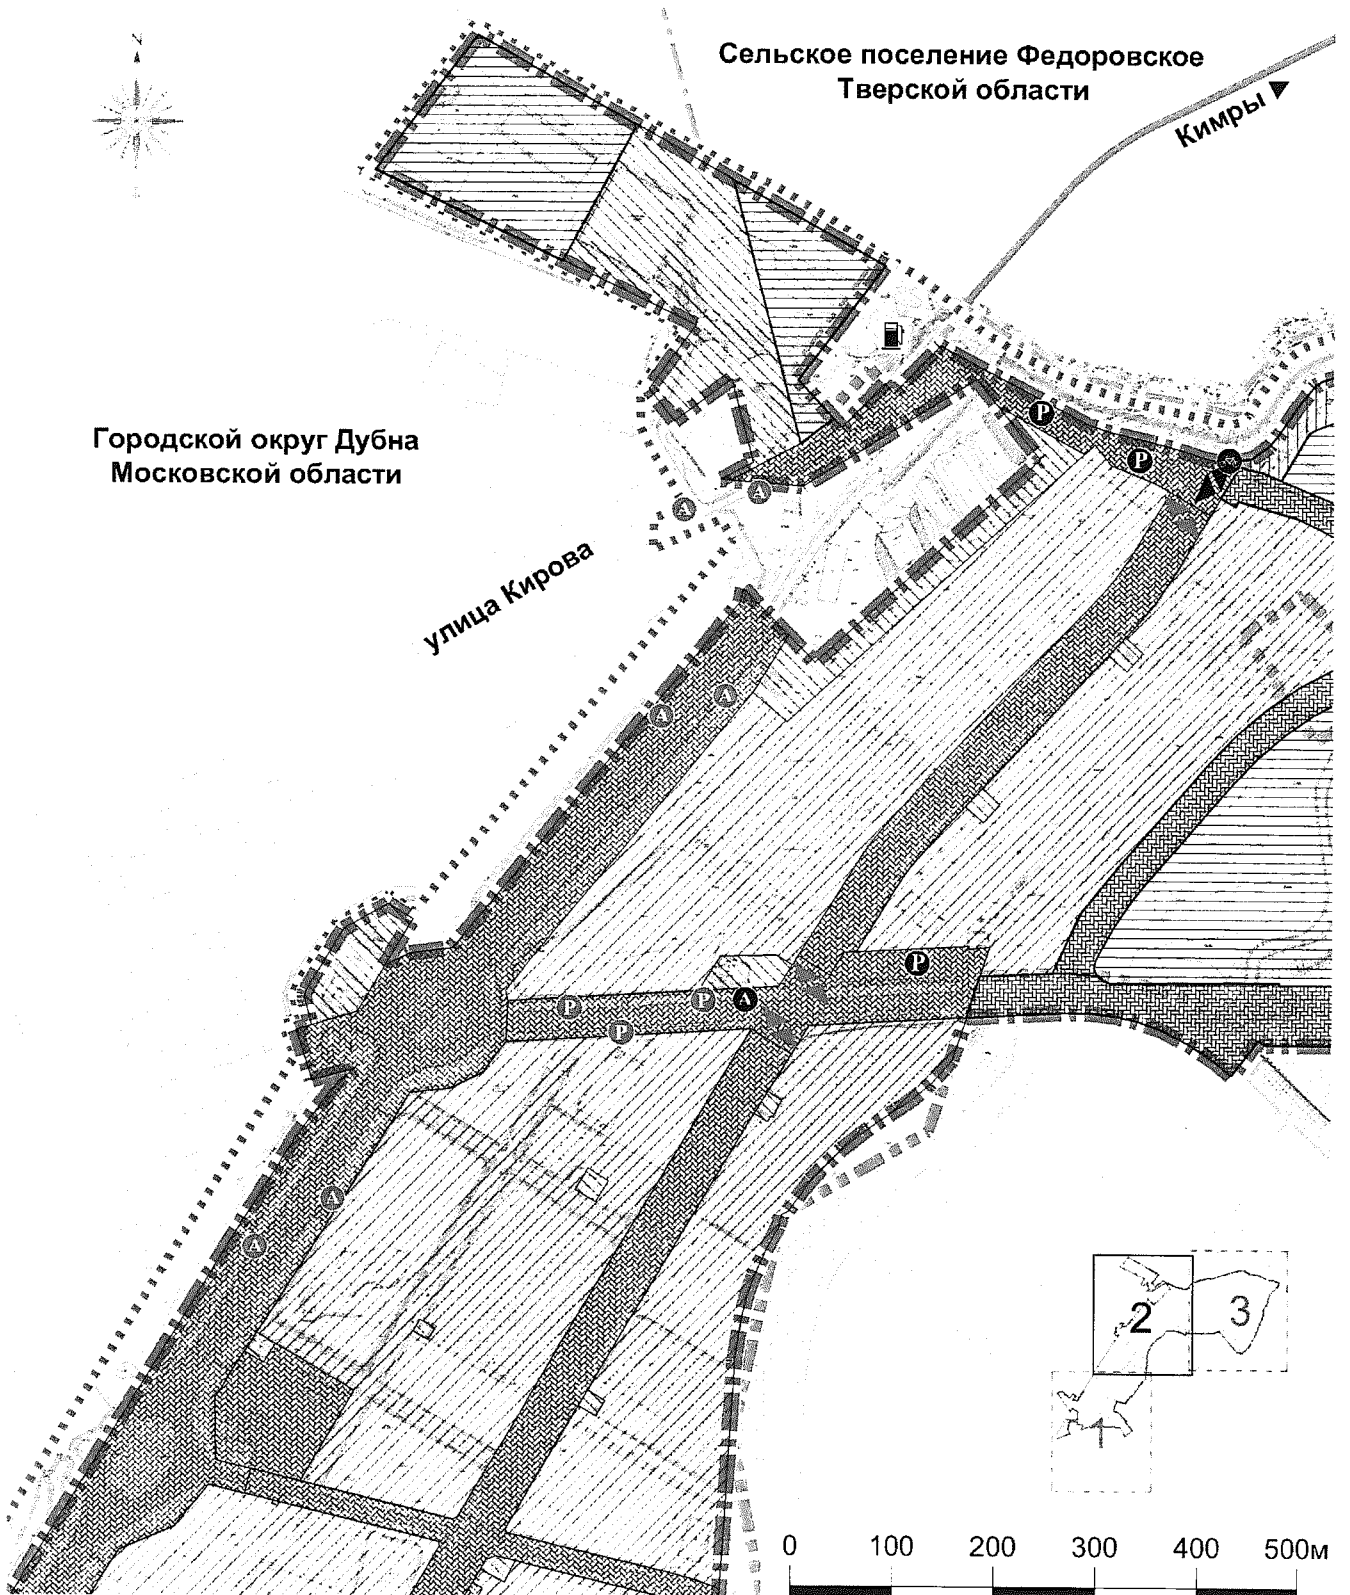 Сельское поселение Федоровское
Тверской области
Кимры
Городской округ Дубна
Московской области
улица Кирова
P
P
A
A
A
A
P
P
P
A
P
A
A
2
3
1
0 100 200 300 400 500м